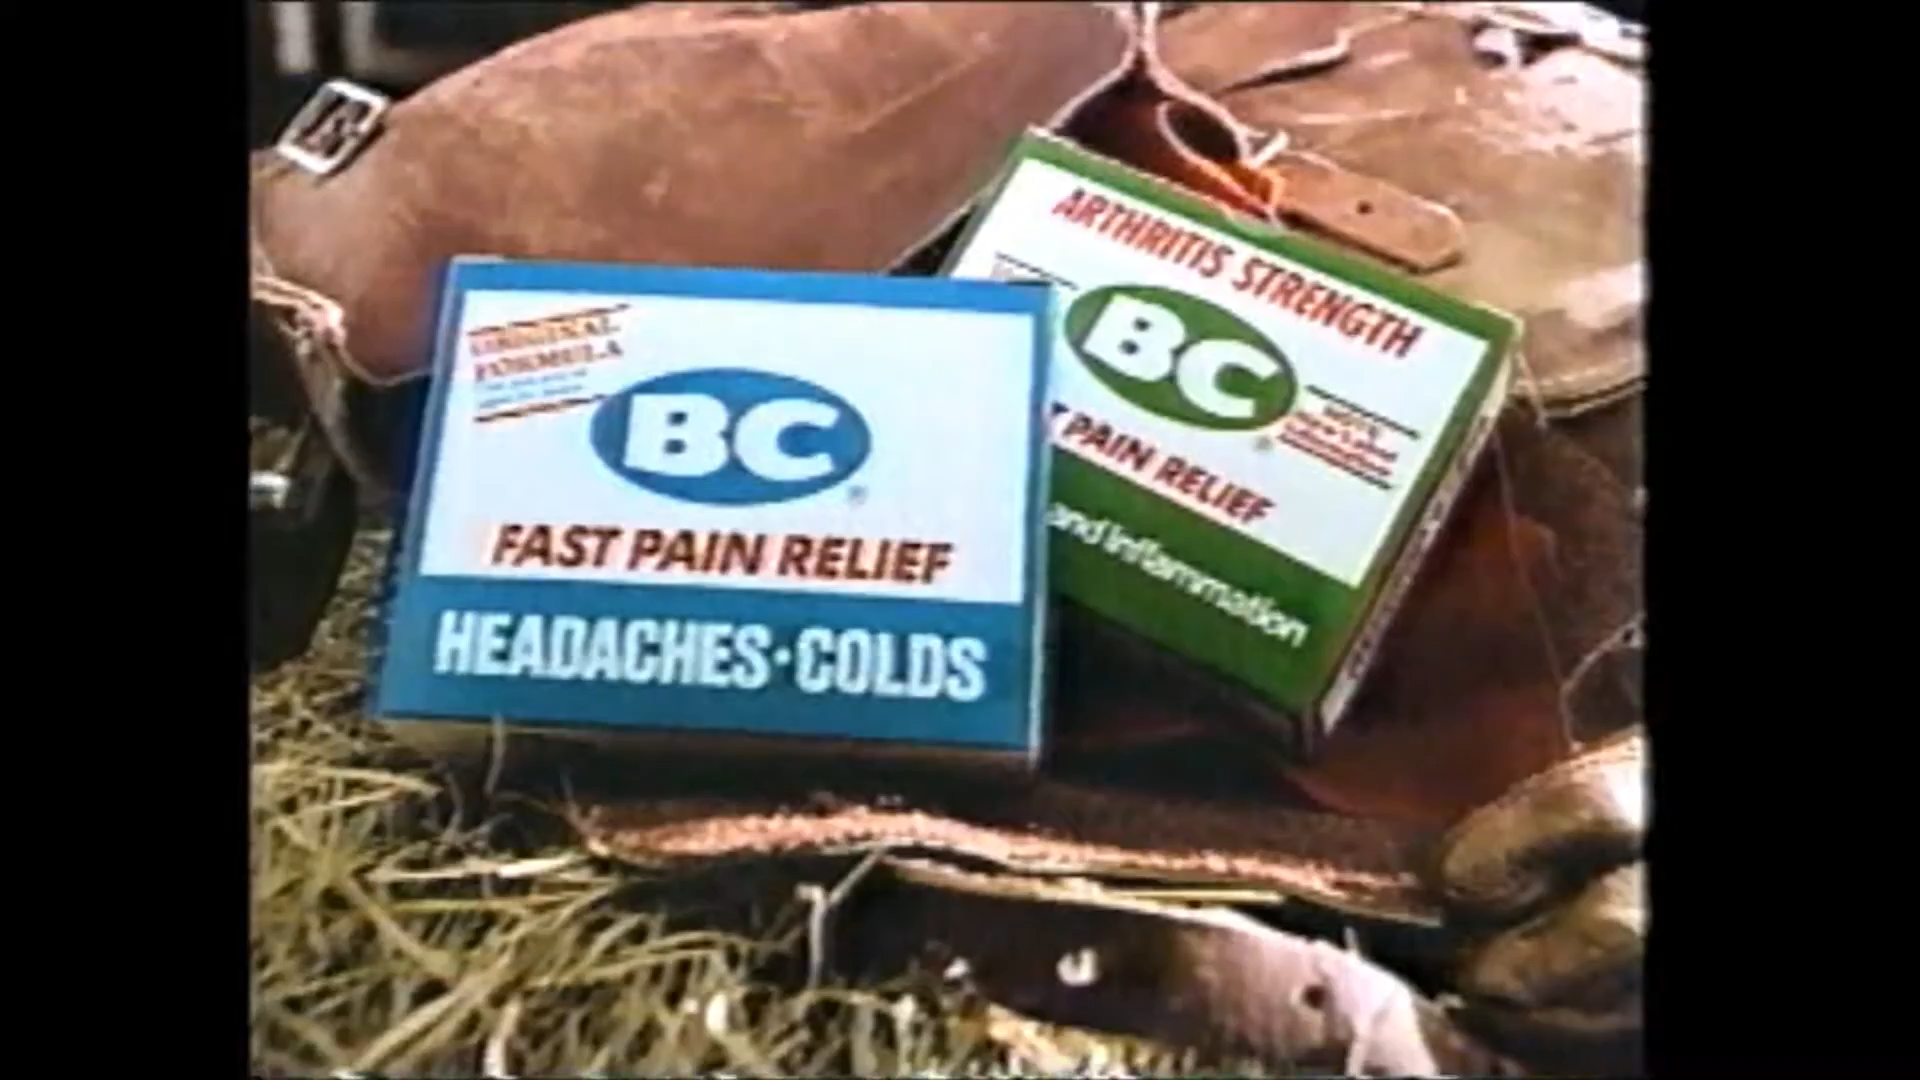 ORIGINAL
FORMULA
BC
®
FAST PAIN RELIEF
HEADACHES·COLDS
ARTHRITIS STRENGTH
BC
®
PAIN RELIEF
and Inflammation